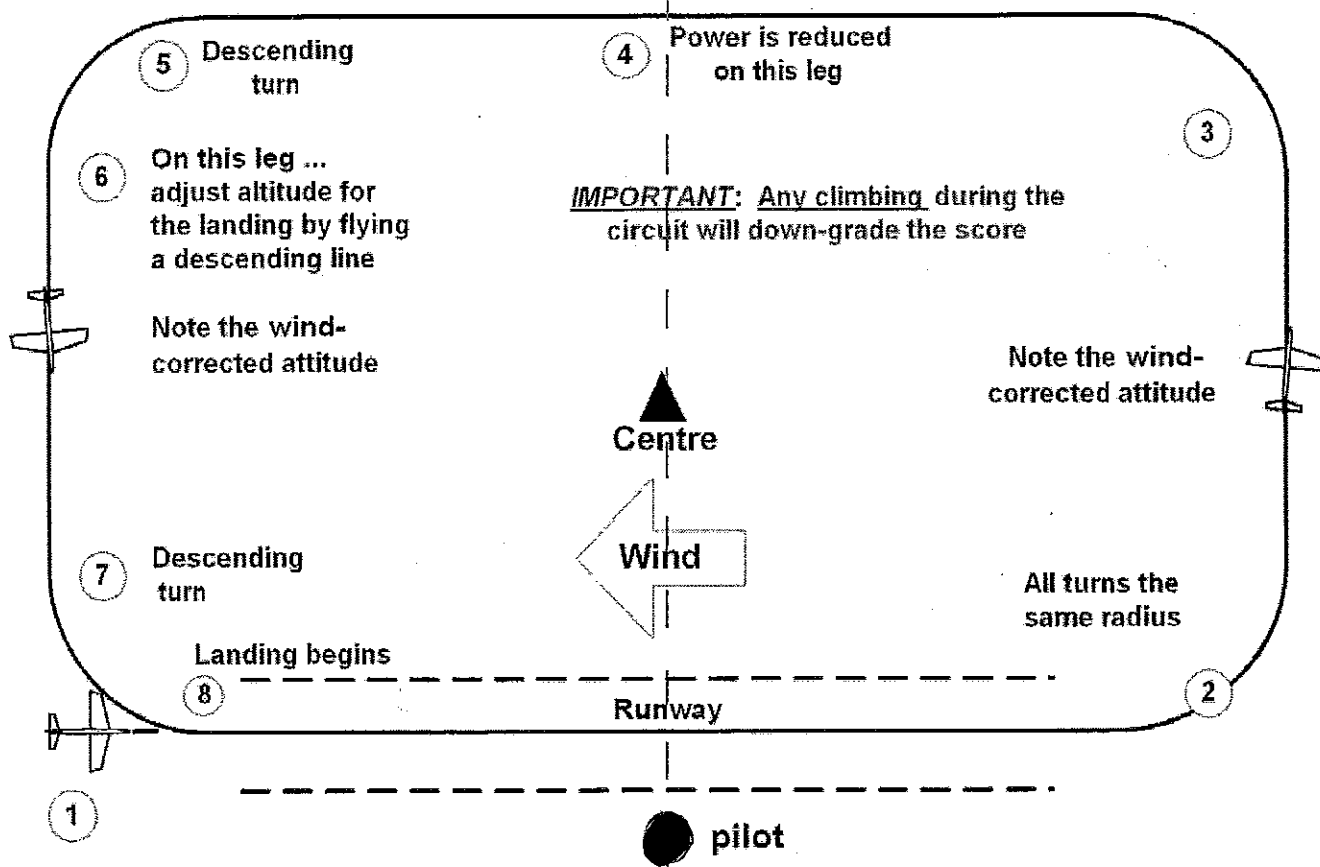 5
Descending
turn
4
Power is reduced
on this leg
3
6
On this leg ...
adjust altitude for
the landing by flying
a descending line
IMPORTANT: Any climbing during the
circuit will down-grade the score
Note the wind-
corrected attitude
Note the wind-
corrected attitude
Centre
Wind
7
Descending
turn
All turns the
same radius
Landing begins
8
Runway
2
1
pilot